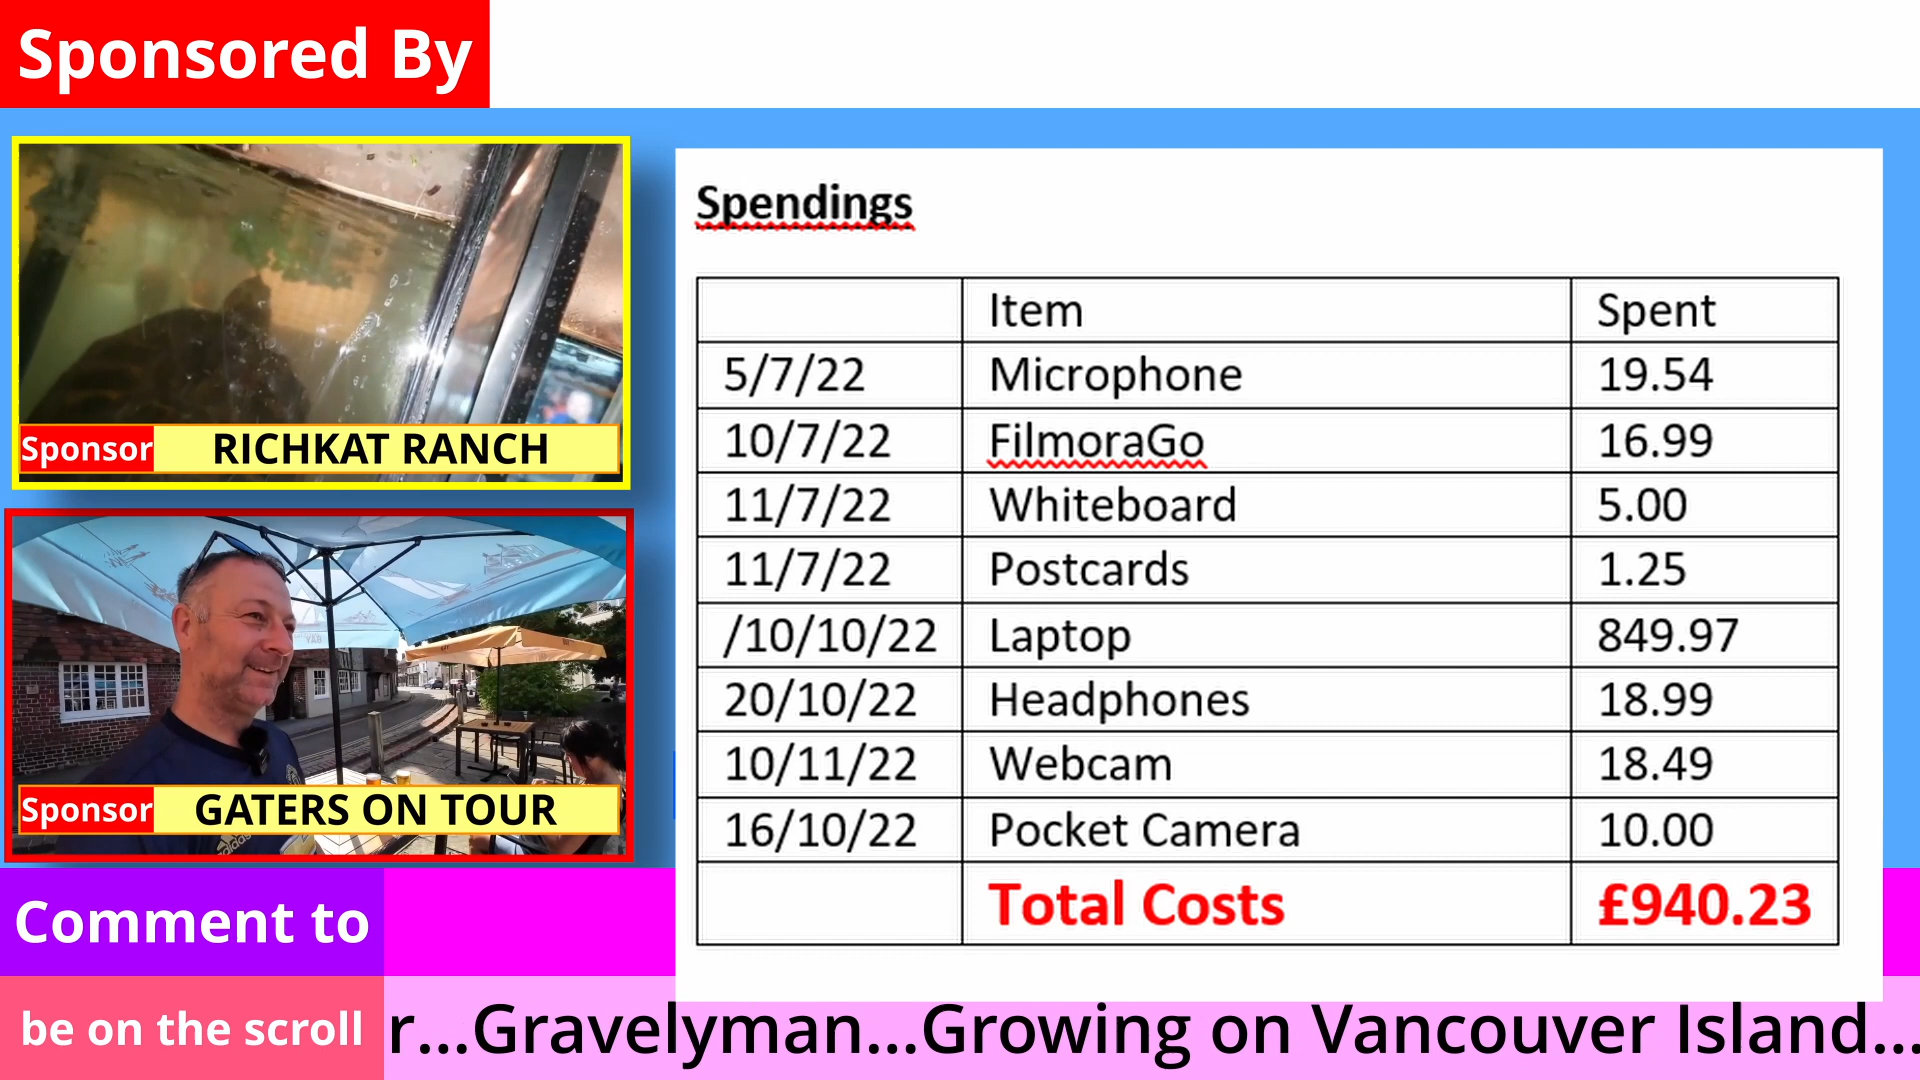 Sponsored By
Sponsor RICHKAT RANCH
Sponsor GATERS ON TOUR
Spendings
Item Spent
5/7/22 Microphone 19.54
10/7/22 FilmoraGo 16.99
11/7/22 Whiteboard 5.00
11/7/22 Postcards 1.25
/10/10/22 Laptop 849.97
20/10/22 Headphones 18.99
10/11/22 Webcam 18.49
16/10/22 Pocket Camera 10.00
Total Costs £940.23
Comment to
be on the scroll
r...Gravelyman...Growing on Vancouver Island...